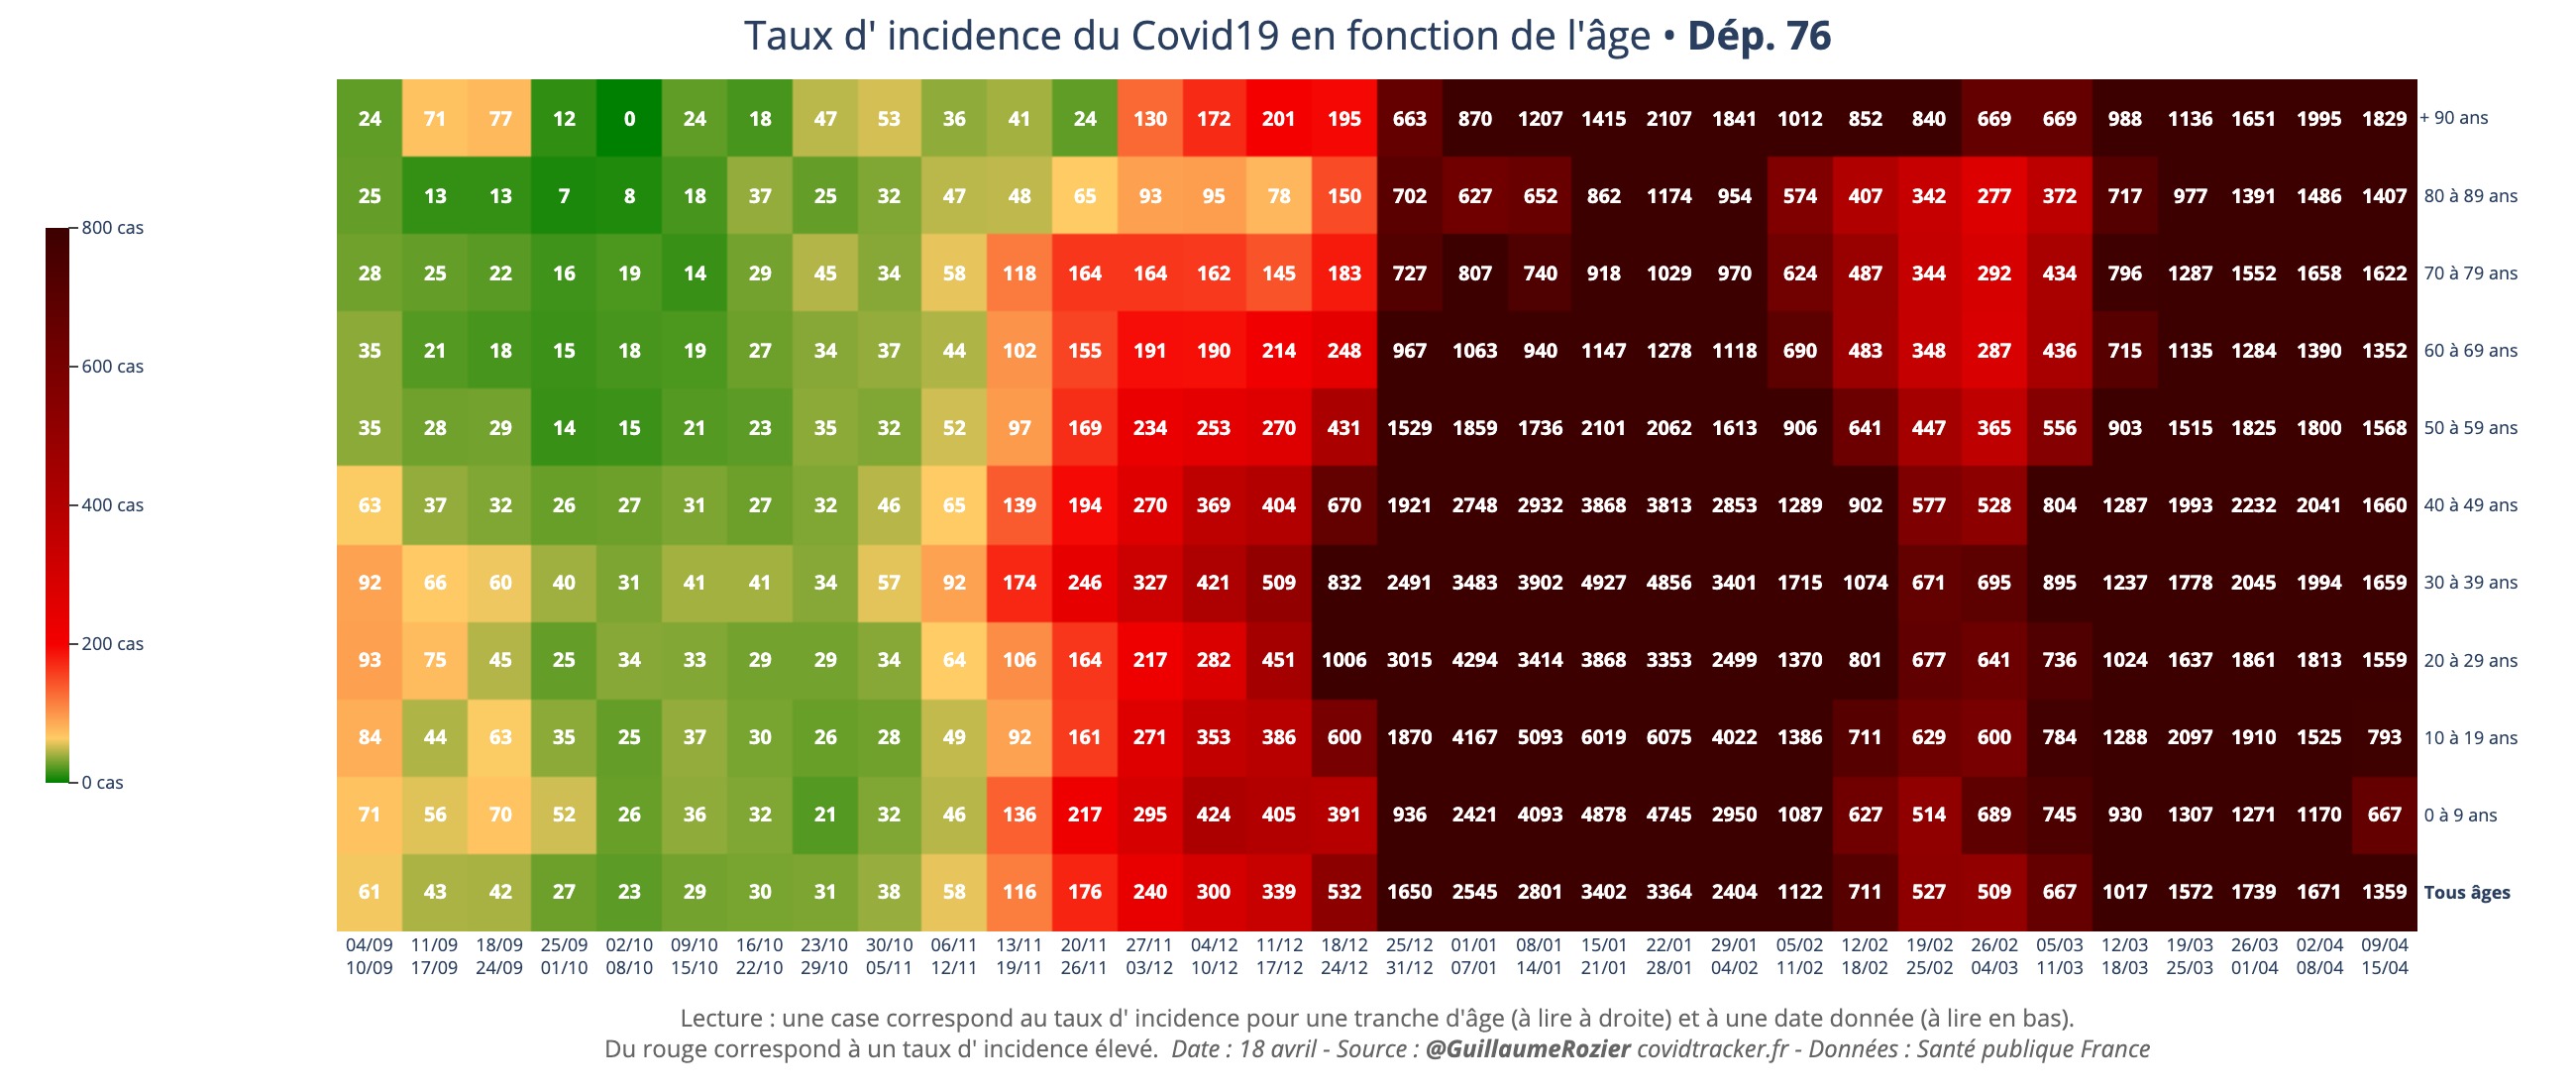 Taux d' incidence du Covid19 en fonction de l'âge • Dép. 76
24 71 77 12 0 24 18 47 53 36 41 24 130 172 201 195 663 870 1207 1415 2107 1841 1012 852 840 669 669 988 1136 1651 1995 1829 + 90 ans
25 13 13 7 8 18 37 25 32 47 48 65 93 95 78 150 702 627 652 862 1174 954 574 407 342 277 372 717 977 1391 1486 1407 80 à 89 ans
800 cas
28 25 22 16 19 14 29 45 34 58 118 164 164 162 145 183 727 807 740 918 1029 970 624 487 344 292 434 796 1287 1552 1658 1622 70 à 79 ans
35 21 18 15 18 19 27 34 37 44 102 155 191 190 214 248 967 1063 940 1147 1278 1118 690 483 348 287 436 715 1135 1284 1390 1352 60 à 69 ans
600 cas
35 28 29 14 15 21 23 35 32 52 97 169 234 253 270 431 1529 1859 1736 2101 2062 1613 906 641 447 365 556 903 1515 1825 1800 1568 50 à 59 ans
400 cas
63 37 32 26 27 31 27 32 46 65 139 194 270 369 404 670 1921 2748 2932 3868 3813 2853 1289 902 577 528 804 1287 1993 2232 2041 1660 40 à 49 ans
92 66 60 40 31 41 41 34 57 92 174 246 327 421 509 832 2491 3483 3902 4927 4856 3401 1715 1074 671 695 895 1237 1778 2045 1994 1659 30 à 39 ans
200 cas
93 75 45 25 34 33 29 29 34 64 106 164 217 282 451 1006 3015 4294 3414 3868 3353 2499 1370 801 677 641 736 1024 1637 1861 1813 1559 20 à 29 ans
84 44 63 35 25 37 30 26 28 49 92 161 271 353 386 600 1870 4167 5093 6019 6075 4022 1386 711 629 600 784 1288 2097 1910 1525 793 10 à 19 ans
0 cas
71 56 70 52 26 36 32 21 32 46 136 217 295 424 405 391 936 2421 4093 4878 4745 2950 1087 627 514 689 745 930 1307 1271 1170 667 0 à 9 ans
61 43 42 27 23 29 30 31 38 58 116 176 240 300 339 532 1650 2545 2801 3402 3364 2404 1122 711 527 509 667 1017 1572 1739 1671 1359 Tous âges
04/09 11/09 18/09 25/09 02/10 09/10 16/10 23/10 30/10 06/11 13/11 20/11 27/11 04/12 11/12 18/12 25/12 01/01 08/01 15/01 22/01 29/01 05/02 12/02 19/02 26/02 05/03 12/03 19/03 26/03 02/04 09/04
10/09 17/09 24/09 01/10 08/10 15/10 22/10 29/10 05/11 12/11 19/11 26/11 03/12 10/12 17/12 24/12 31/12 07/01 14/01 21/01 28/01 04/02 11/02 18/02 25/02 04/03 11/03 18/03 25/03 01/04 08/04 15/04
Lecture : une case correspond au taux d' incidence pour une tranche d'âge (à lire à droite) et à une date donnée (à lire en bas).
Du rouge correspond à un taux d' incidence élevé. Date : 18 avril - Source : @GuillaumeRozier covidtracker.fr - Données : Santé publique France